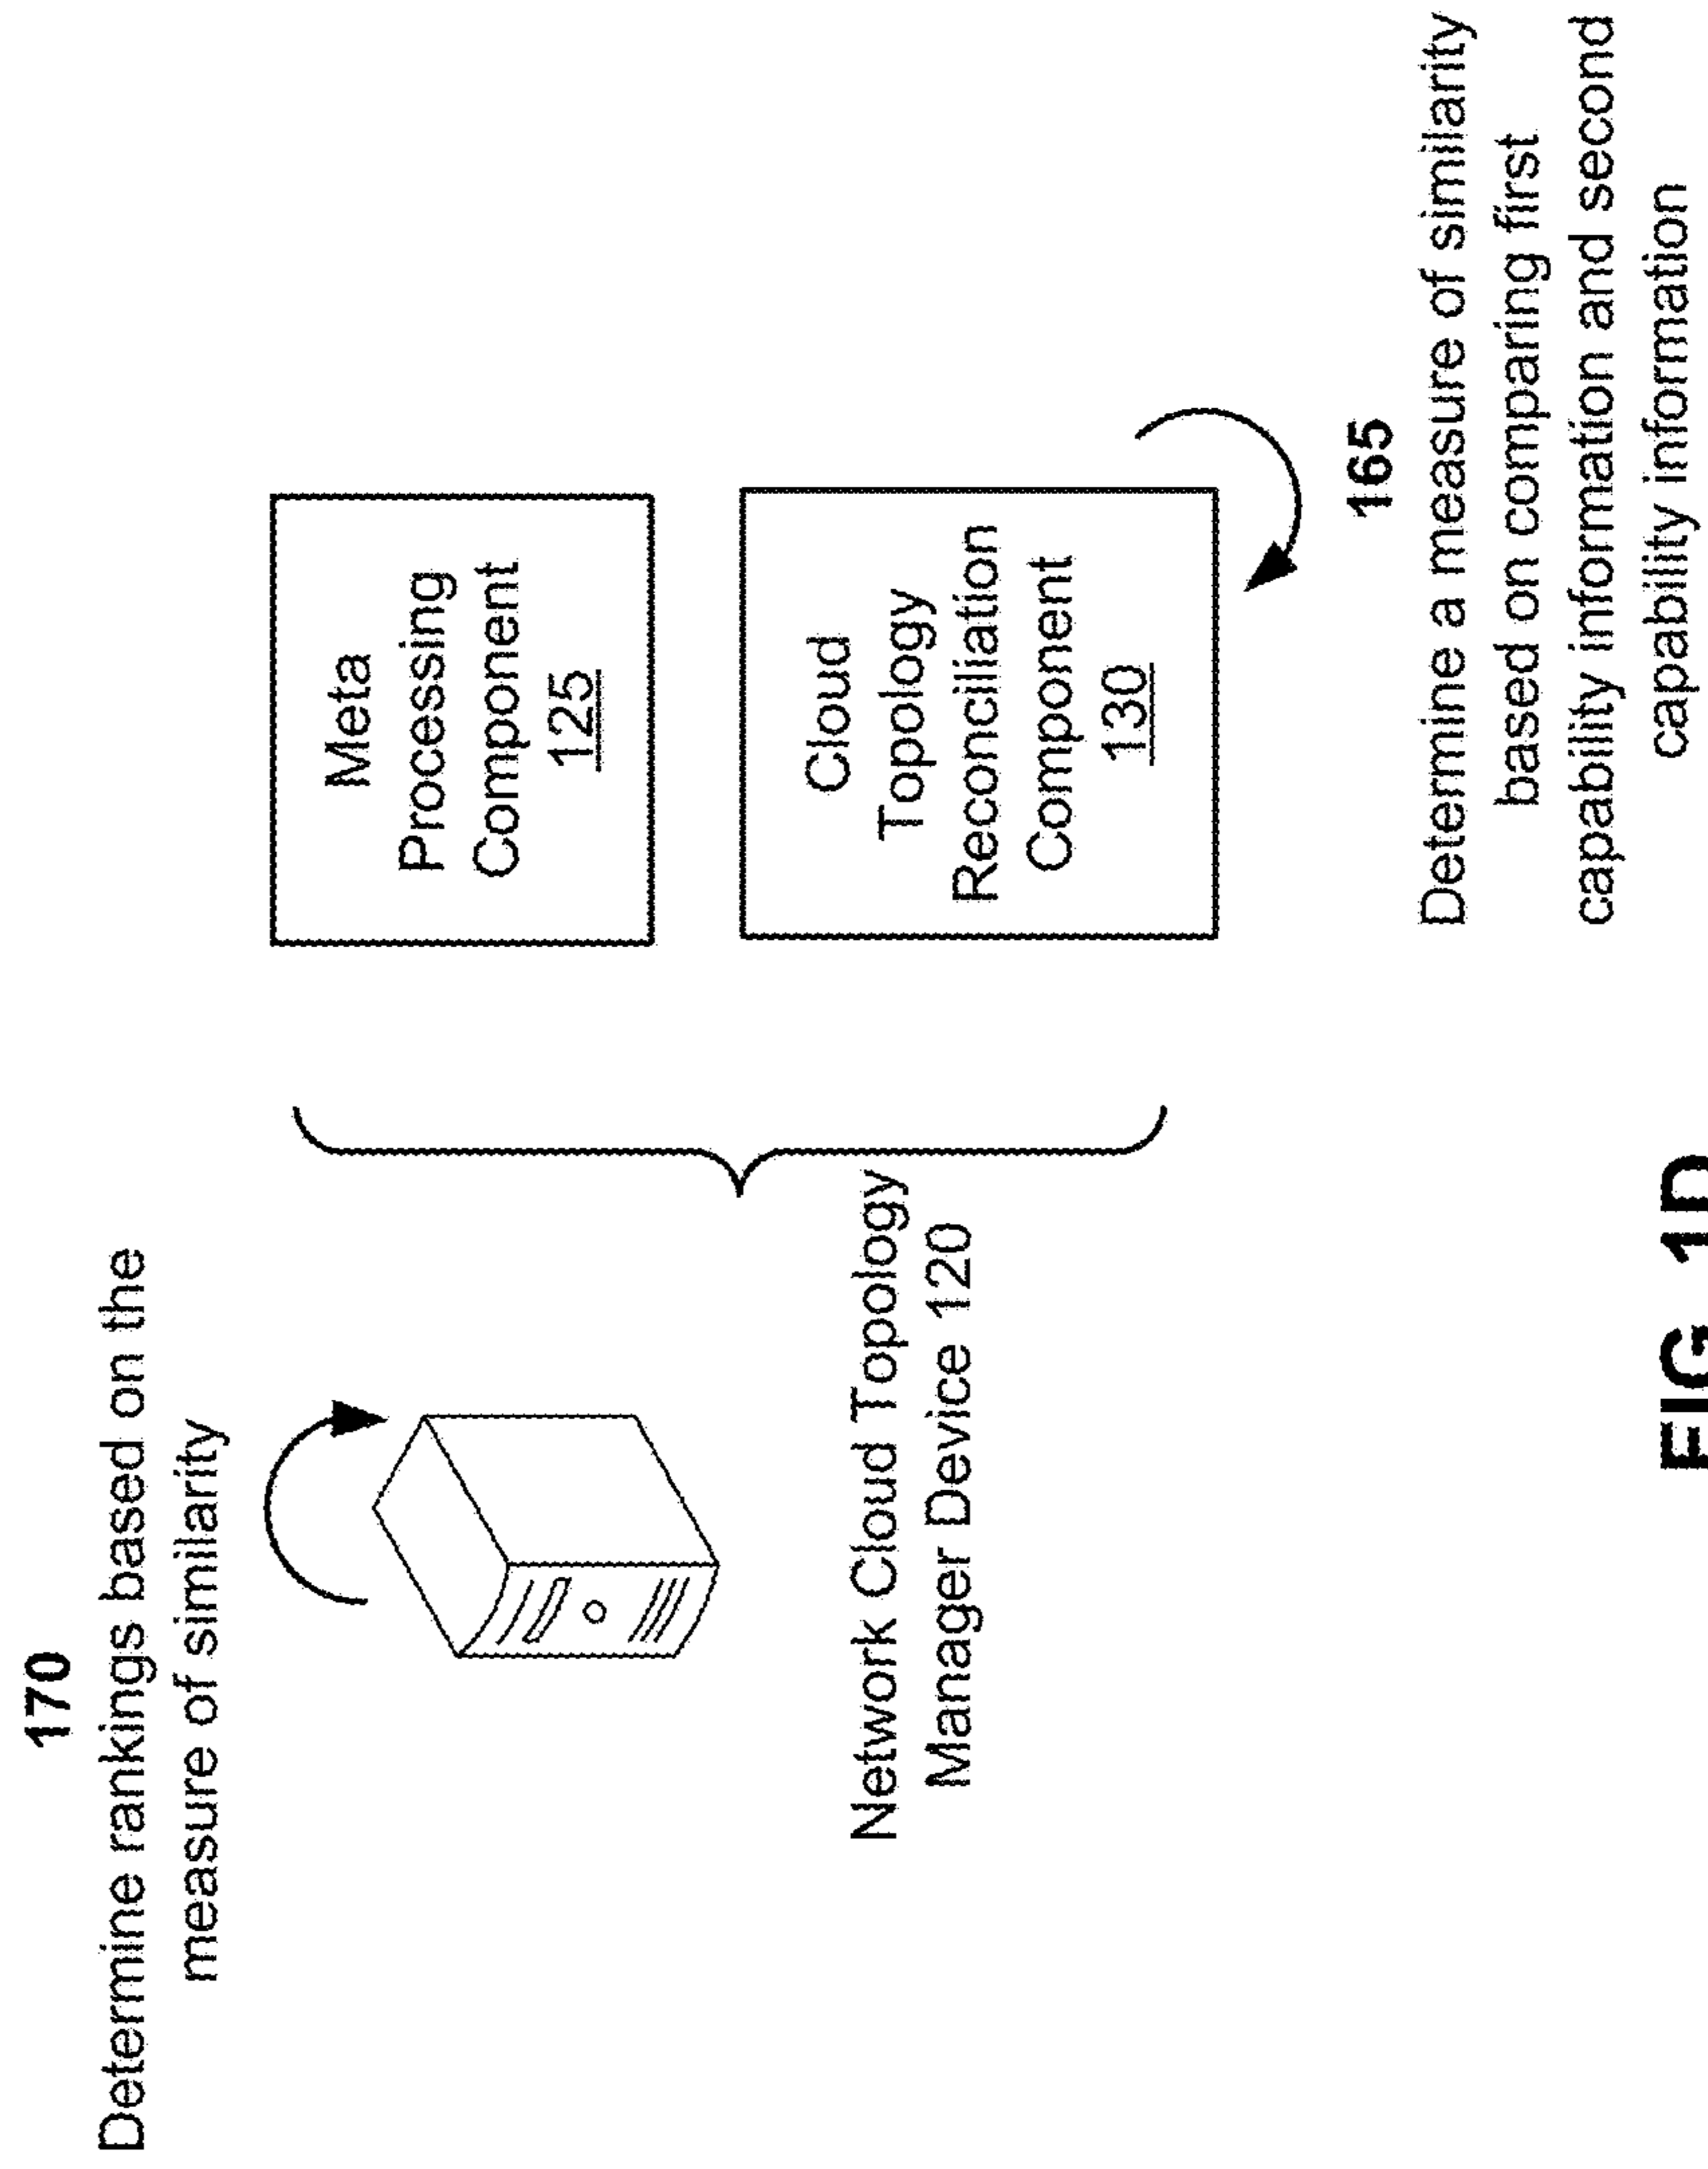 170
Determine rankings based on the
measure of similarity
Network Cloud Topology
Manager Device 120
Meta
Processing
Component
125
Cloud
Topology
Reconciliation
Component
130
165
Determine a measure of similarity
based on comparing first
capability information and second
capability information
FIG. 1D